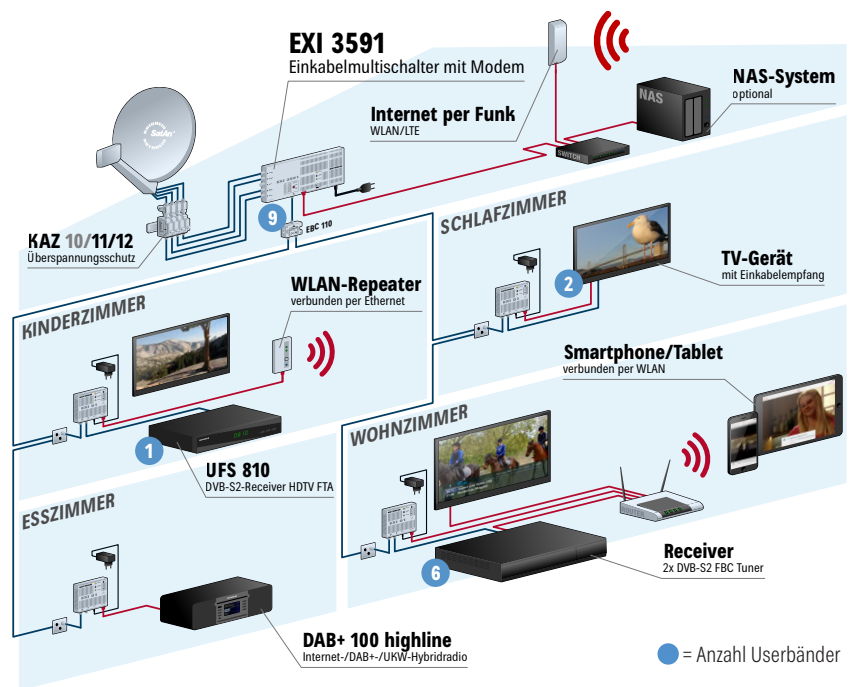 EXI 3591
Einkabelmultischalter mit Modem
Internet per Funk
WLAN/LTE
NAS
NAS-System
optional
SWITCH
SatAn
EXI 3591
9
EBC 110
KAZ 10/11/12
Überspannungsschutz
SCHLAFZIMMER
2
TV-Gerät
mit Einkabelempfang
KINDERZIMMER
WLAN-Repeater
verbunden per Ethernet
1
UFS 810
DVB-S2-Receiver HDTV FTA
Smartphone/Tablet
verbunden per WLAN
WOHNZIMMER
6
Receiver
2x DVB-S2 FBC Tuner
ESSZIMMER
DAB+ 100 highline
Internet-/DAB+-/UKW-Hybridradio
= Anzahl Userbänder